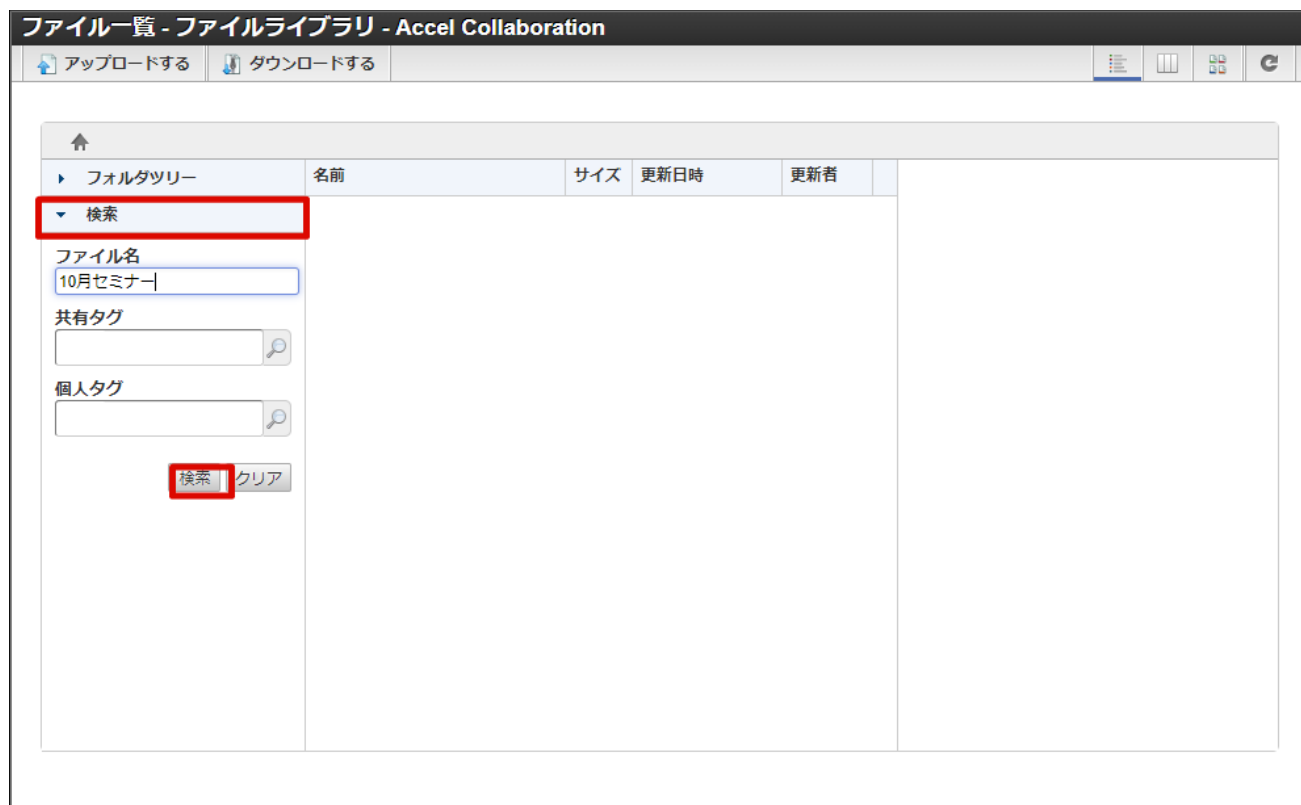 ファイル一覧 - ファイルライブラリ - Accel Collaboration
アップロードする ダウンロードする
フォルダツリー 名前 サイズ 更新日時 更新者
検索
ファイル名
10月セミナー
共有タグ
個人タグ
検索 クリア